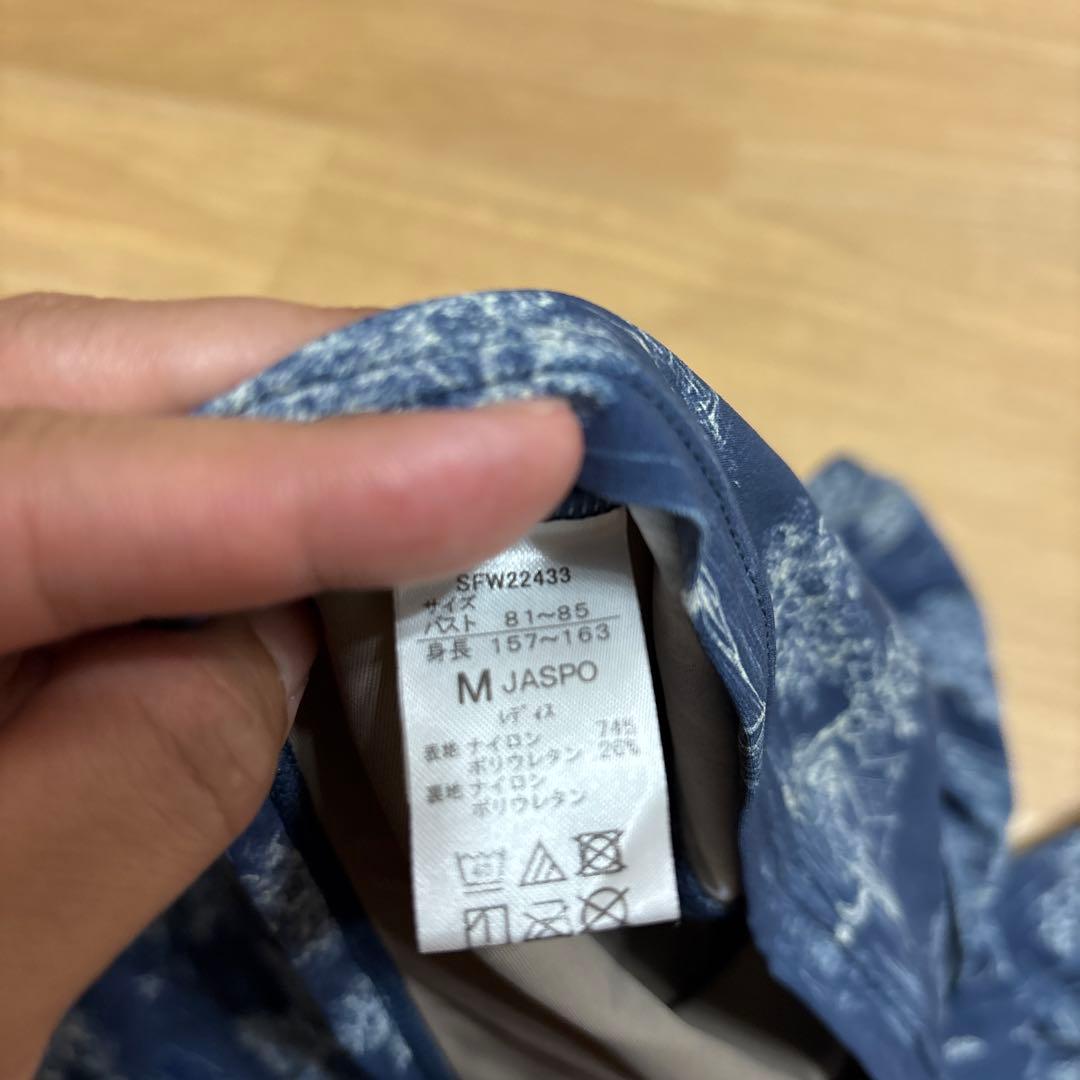 SFW22433
サイズ
バスト 81~85
身長 157~163
M JASPO
レディス
表地 ナイロン 74%
ポリウレタン 26%
裏地 ナイロン
ポリウレタン